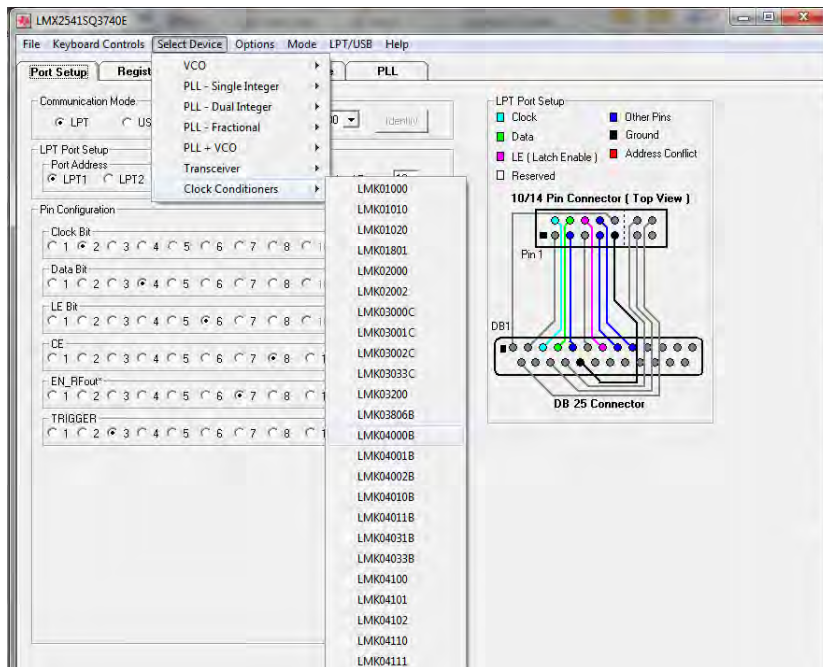 LMX2541SQ3740E
File Keyboard Controls Select Device Options Mode LPT/USB Help
Port Setup Regist PLL
VCO
PLL - Single Integer
PLL - Dual Integer
PLL - Fractional
PLL + VCO
Transceiver
Clock Conditioners
Communication Mode
LPT US Identify
LPT Port Setup
Port Address
LPT1 LPT2
Pin Configuration
Clock Bit
1 2 3 4 5 6 7 8
Data Bit
1 2 3 4 5 6 7 8
LE Bit
1 2 3 4 5 6 7 8
CE
1 2 3 4 5 6 7 8 1
EN_RFout*
1 2 3 4 5 6 7 8 1
TRIGGER
1 2 3 4 5 6 7 8 1
LMK01000
LMK01010
LMK01020
LMK01801
LMK02000
LMK02002
LMK03000C
LMK03001C
LMK03002C
LMK03033C
LMK03200
LMK03806B
LMK04000B
LMK04001B
LMK04002B
LMK04010B
LMK04011B
LMK04031B
LMK04033B
LMK04100
LMK04101
LMK04102
LMK04110
LMK04111
LPT Port Setup
Clock Other Pins
Data Ground
LE ( Latch Enable ) Address Conflict
Reserved
10/14 Pin Connector ( Top View )
Pin 1
DB1
DB 25 Connector